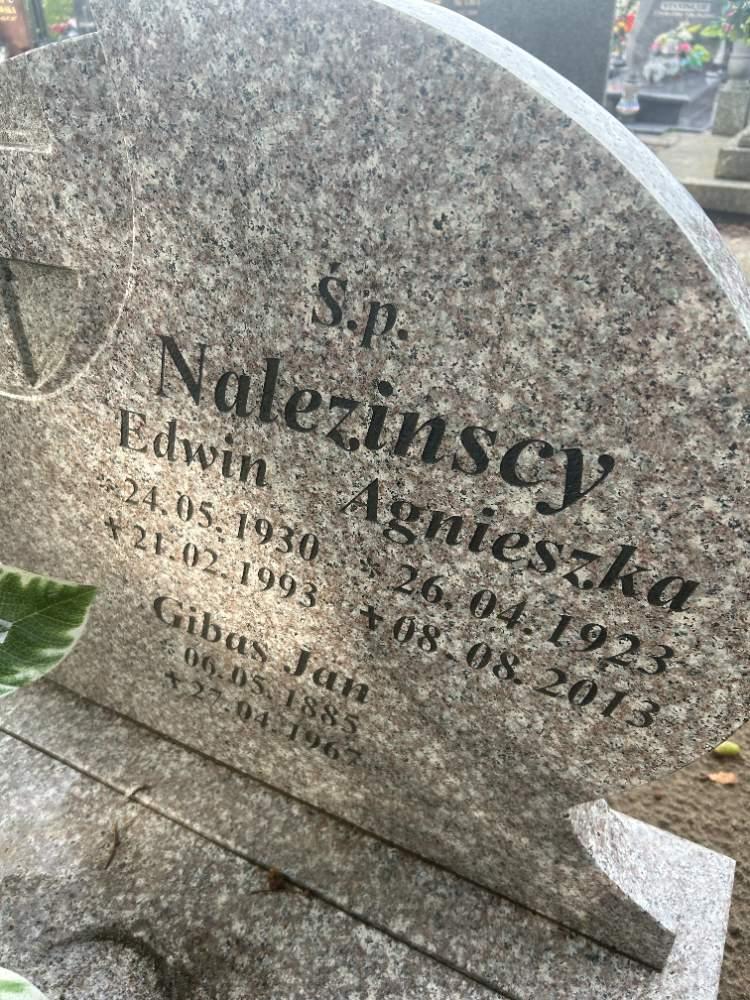 Ś.p.
Nalezinscy
Edwin
* 24.05.1930
+ 21.02.1993
Agnieszka
* 26.04.1923
+ 08.08.2013
Gibas Jan
* 06.05.1885
+ 27.04.1967